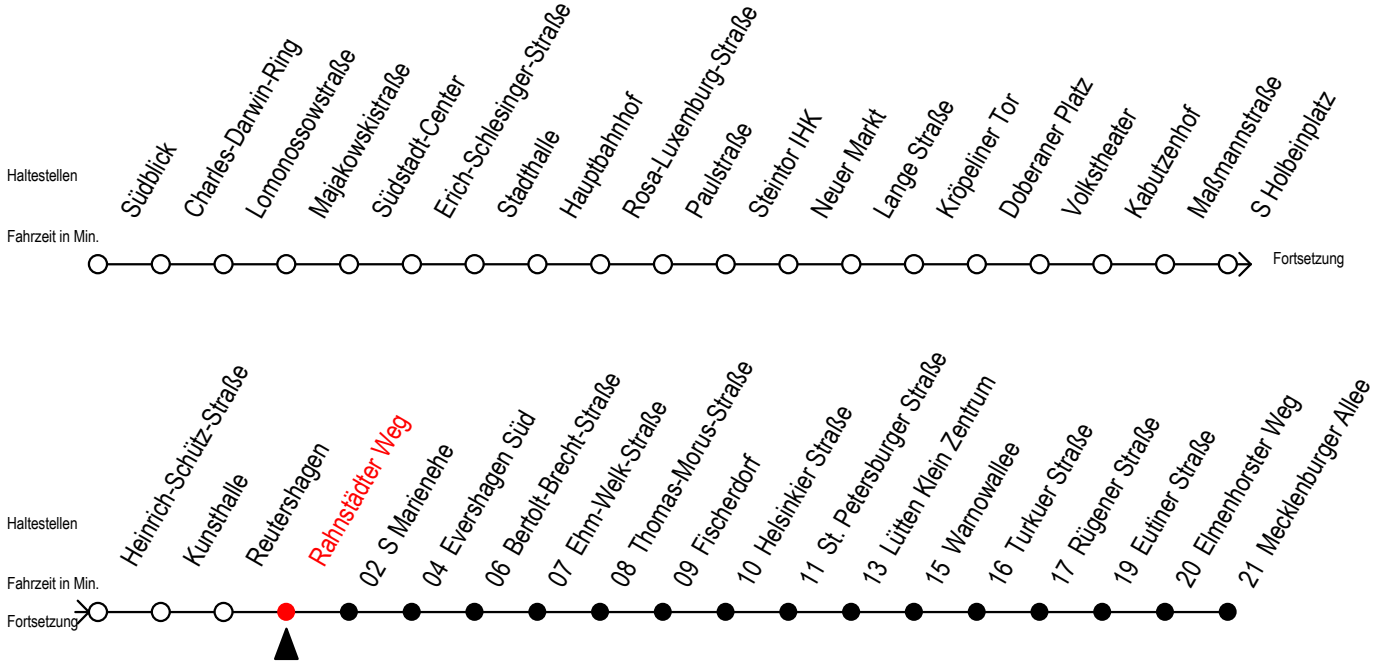 Haltestellen
Südblick
Charles-Darwin-Ring
Lomonossowstraße
Majakowskistraße
Südstadt-Center
Erich-Schlesinger-Straße
Stadthalle
Hauptbahnhof
Rosa-Luxemburg-Straße
Paulstraße
Steintor IHK
Neuer Markt
Lange Straße
Kröpeliner Tor
Doberaner Platz
Volkstheater
Kabutzenhof
Maßmannstraße
S Holbeinplatz
Fahrzeit in Min.
Fortsetzung
Haltestellen
Heinrich-Schütz-Straße
Kunsthalle
Reutershagen
Rahnstädter Weg
02 S Marienehe
04 Evershagen Süd
06 Bertolt-Brecht-Straße
07 Ehm-Welk-Straße
08 Thomas-Morus-Straße
09 Fischerdorf
10 Helsinkier Straße
11 St. Petersburger Straße
13 Lütten Klein Zentrum
15 Warnowallee
16 Turkuer Straße
17 Rügener Straße
19 Eutiner Straße
20 Elmenhorster Weg
21 Mecklenburger Allee
Fahrzeit in Min.
Fortsetzung